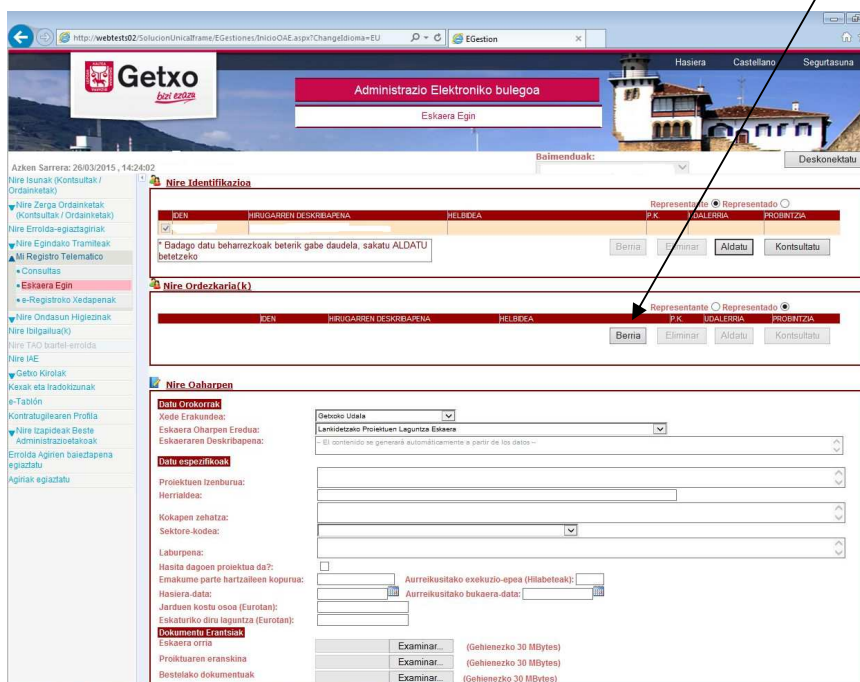 http://webtests02/SolucionUnicaIframe/EGestiones/InicioOAE.aspx?ChangeIdioma=EU
EGestion
Getxo
bizi ezazu
Hasiera Castellano Segurtasuna
Administrazio Elektroniko bulegoa
Eskaera Egin
Azken Sarrera: 26/03/2015 , 14:24:02
Baimenduak:
Deskonektatu
Nire Isunak (Kontsultak / Ordainketak)
Nire Zerga Ordainketak
(Kontsultak / Ordainketak)
Nire Errolda-egiaztagiriak
Nire Egindako Tramiteak
Mi Registro Telematico
Consultas
Eskaera Egin
e-Registroko Xedapenak
Nire Ondasun Higiezinak
Nire Ibilgailua(k)
Nire TAO txartel-errolda
Nire IAE
Getxo Kirolak
Kexak eta Iradokizunak
e-Tablón
Kontratugilearen Profila
Nire Izapideak Beste
Administrazioetakoak
Errolda Agirien baieztapena
egiaztatu
Agiriak egiaztatu
Nire Identifikazioa
Representante Representado
IDEN HIRUGARREN DESKRIBAPENA HELBIDEA P.K. UDALERRIA PROBINTZIA
* Badago datu beharrezkoak beterik gabe daudela, sakatu ALDATU
betetzeko
Berria Eliminar Aldatu Kontsultatu
Nire Ordezkaria(k)
Representante Representado
IDEN HIRUGARREN DESKRIBAPENA HELBIDEA P.K. UDALERRIA PROBINTZIA
Berria Eliminar Aldatu Kontsultatu
Nire Oaharpen
Datu Orokorrak
Xede Erakundea: Getxoko Udala
Eskaera Oharpen Eredua: Lankidetzako Proiektuen Laguntza Eskaera
Eskaeraren Deskribapena: -- El contenido se generará automáticamente a partir de los datos --
Datu espezifikoak
Proiektuen Izenburua:
Herrialdea:
Kokapen zehatza:
Sektore-kodea:
Laburpena:
Hasita dagoen proiektua da?:
Emakume parte hartzaileen kopurua: Aurreikusitako exekuzio-epea (Hilabeteak):
Hasiera-data: Aurreikusitako bukaera-data:
Jarduen kostu osoa (Eurotan):
Eskaturiko diru laguntza (Eurotan):
Dokumentu Erantsiak
Eskaera orria Examinar... (Gehienezko 30 MBytes)
Proiktuaren eranskina Examinar... (Gehienezko 30 MBytes)
Bestelako dokumentuak Examinar... (Gehienezko 30 MBytes)